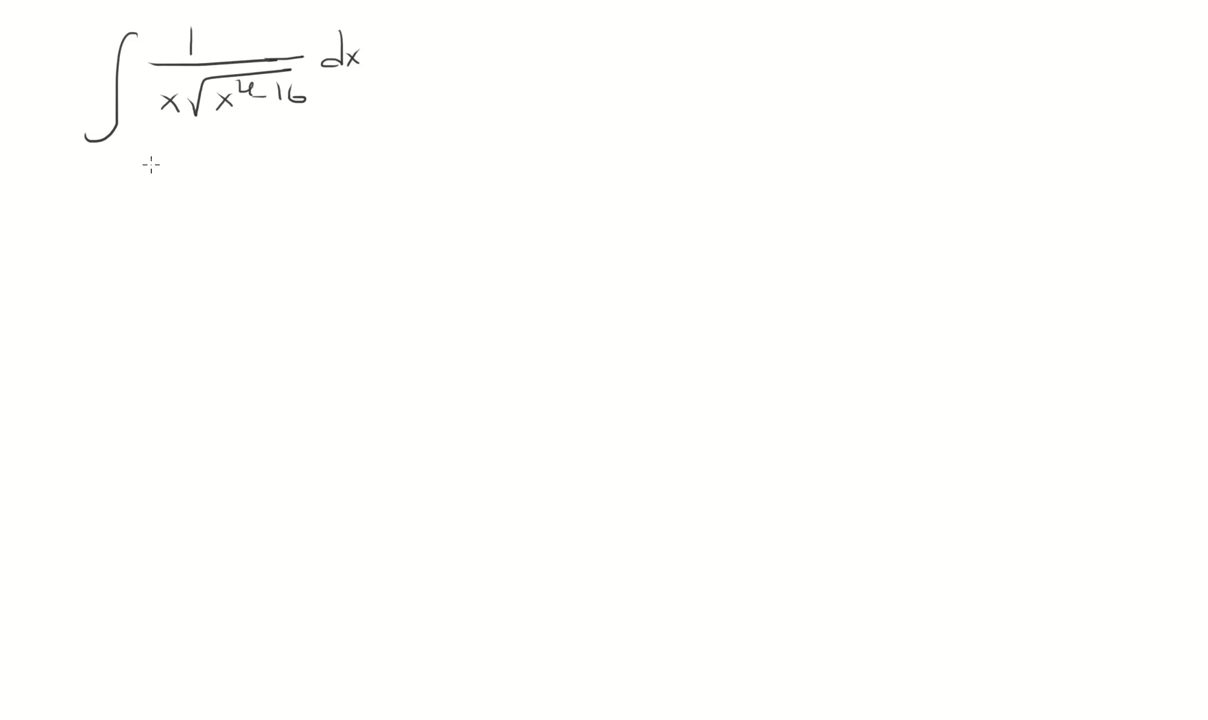 ∫ 1/(x√(x⁴-16)) dx